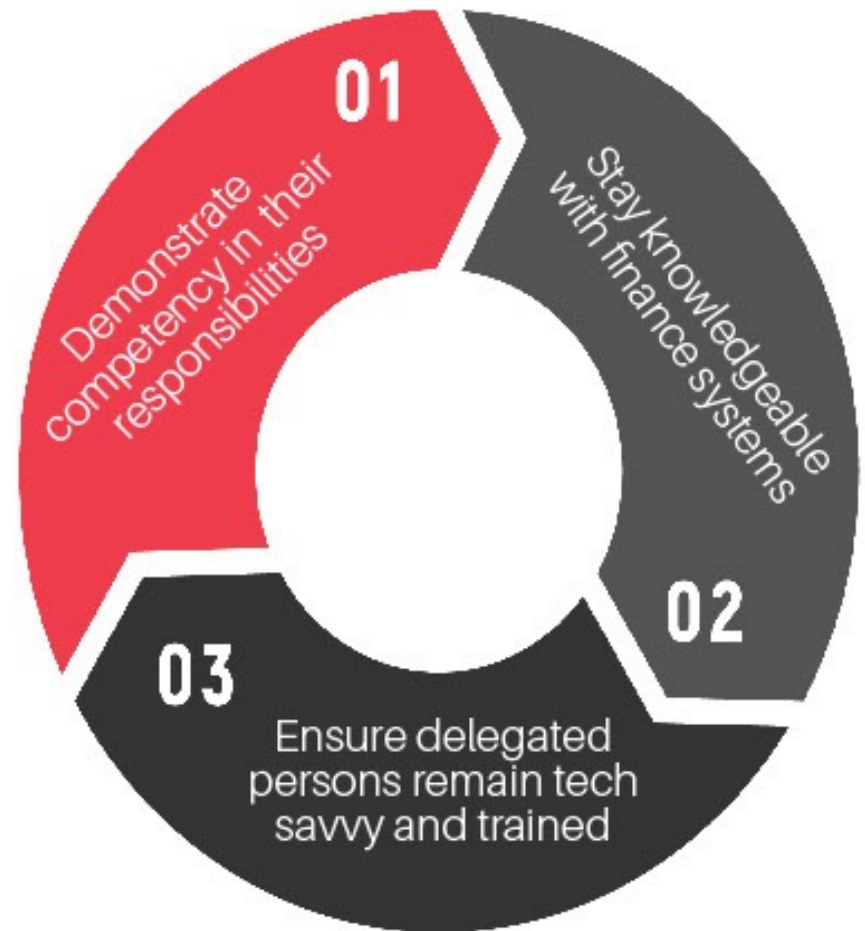 01
Demonstrate
competency in their
responsibilities
Stay knowledgeable
with finance systems
02
03
Ensure delegated
persons remain tech
savvy and trained